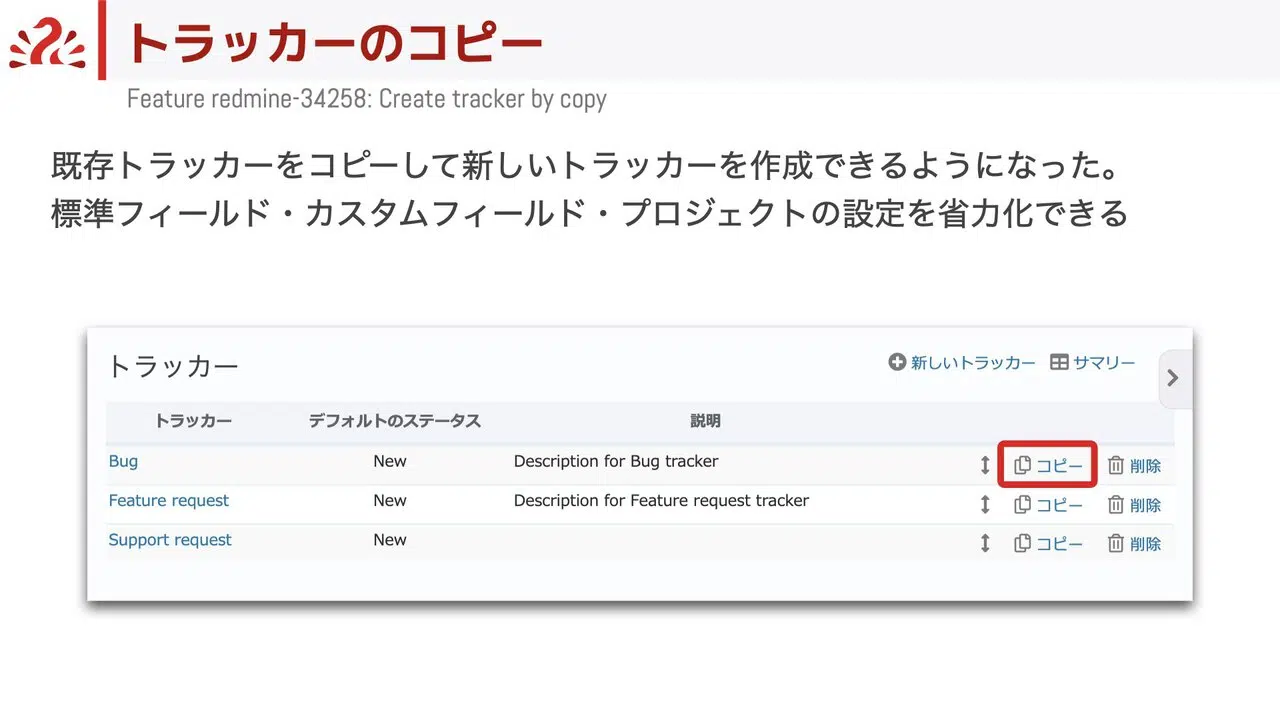 トラッカーのコピー
Feature redmine-34258: Create tracker by copy
既存トラッカーをコピーして新しいトラッカーを作成できるようになった。
標準フィールド・カスタムフィールド・プロジェクトの設定を省力化できる
トラッカー 新しいトラッカー サマリー
トラッカー デフォルトのステータス 説明
Bug New Description for Bug tracker コピー 削除
Feature request New Description for Feature request tracker コピー 削除
Support request New コピー 削除